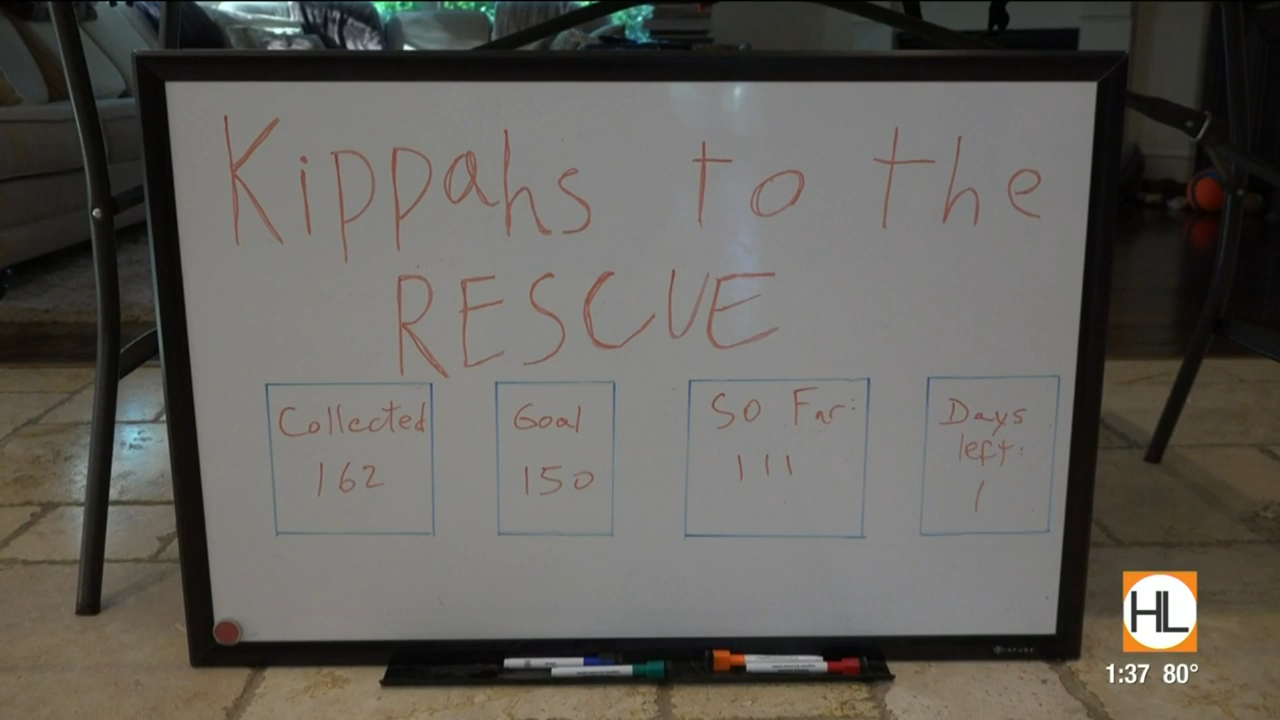 Kippahs to the
RESCUE
Collected
162
Goal
150
So Far:
111
Days
left:
1
HL
1:37 80°